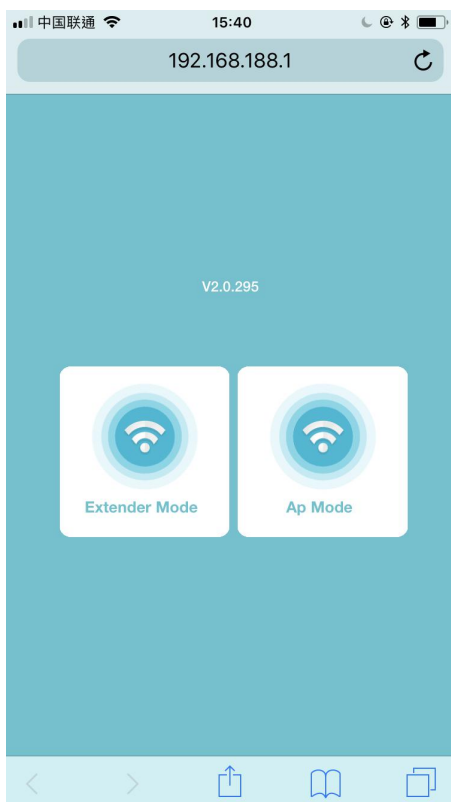 中国联通
15:40
192.168.188.1
V2.0.295
Extender Mode
Ap Mode